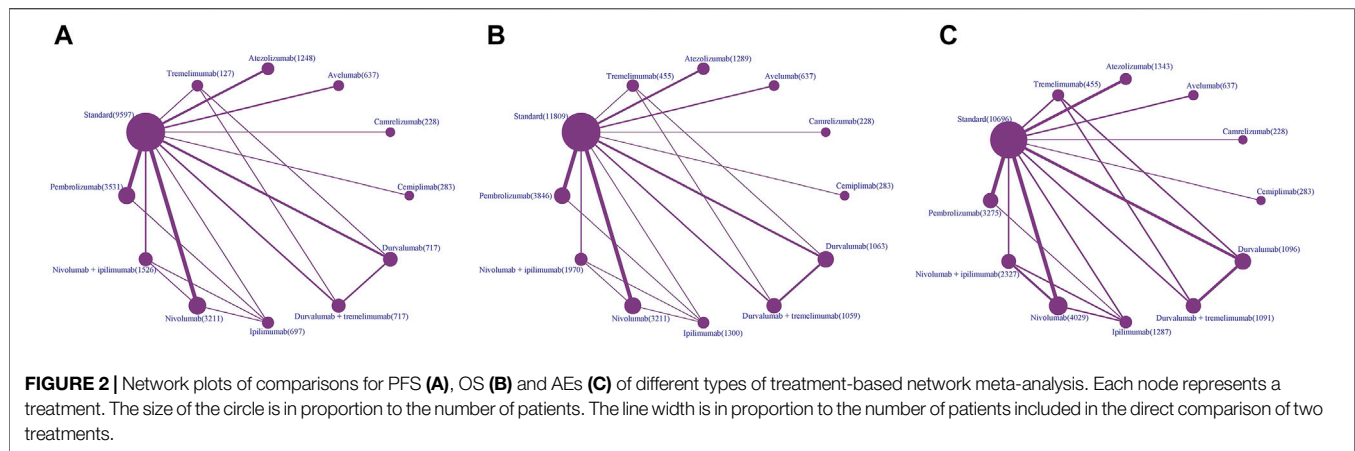 A
B
C
Atezolizumab(1248)
Tremelimumab(127)
Avelumab(637)
Standard(9597)
Camrelizumab(228)
Pembrolizumab(3531)
Cemiplimab(283)
Durvalumab(717)
Nivolumab + ipilimumab(1526)
Nivolumab(3211)
Durvalumab + tremelimumab(717)
Ipilimumab(697)
Atezolizumab(1289)
Tremelimumab(455)
Avelumab(637)
Standard(11809)
Camrelizumab(228)
Pembrolizumab(3846)
Cemiplimab(283)
Durvalumab(1063)
Nivolumab + ipilimumab(1970)
Nivolumab(3211)
Durvalumab + tremelimumab(1059)
Ipilimumab(1300)
Atezolizumab(1343)
Tremelimumab(455)
Avelumab(637)
Standard(10696)
Camrelizumab(228)
Pembrolizumab(3275)
Cemiplimab(283)
Durvalumab(1096)
Nivolumab + ipilimumab(2327)
Nivolumab(4029)
Durvalumab + tremelimumab(1091)
Ipilimumab(1287)
FIGURE 2 | Network plots of comparisons for PFS (A), OS (B) and AEs (C) of different types of treatment-based network meta-analysis. Each node represents a
treatment. The size of the circle is in proportion to the number of patients. The line width is in proportion to the number of patients included in the direct comparison of two
treatments.